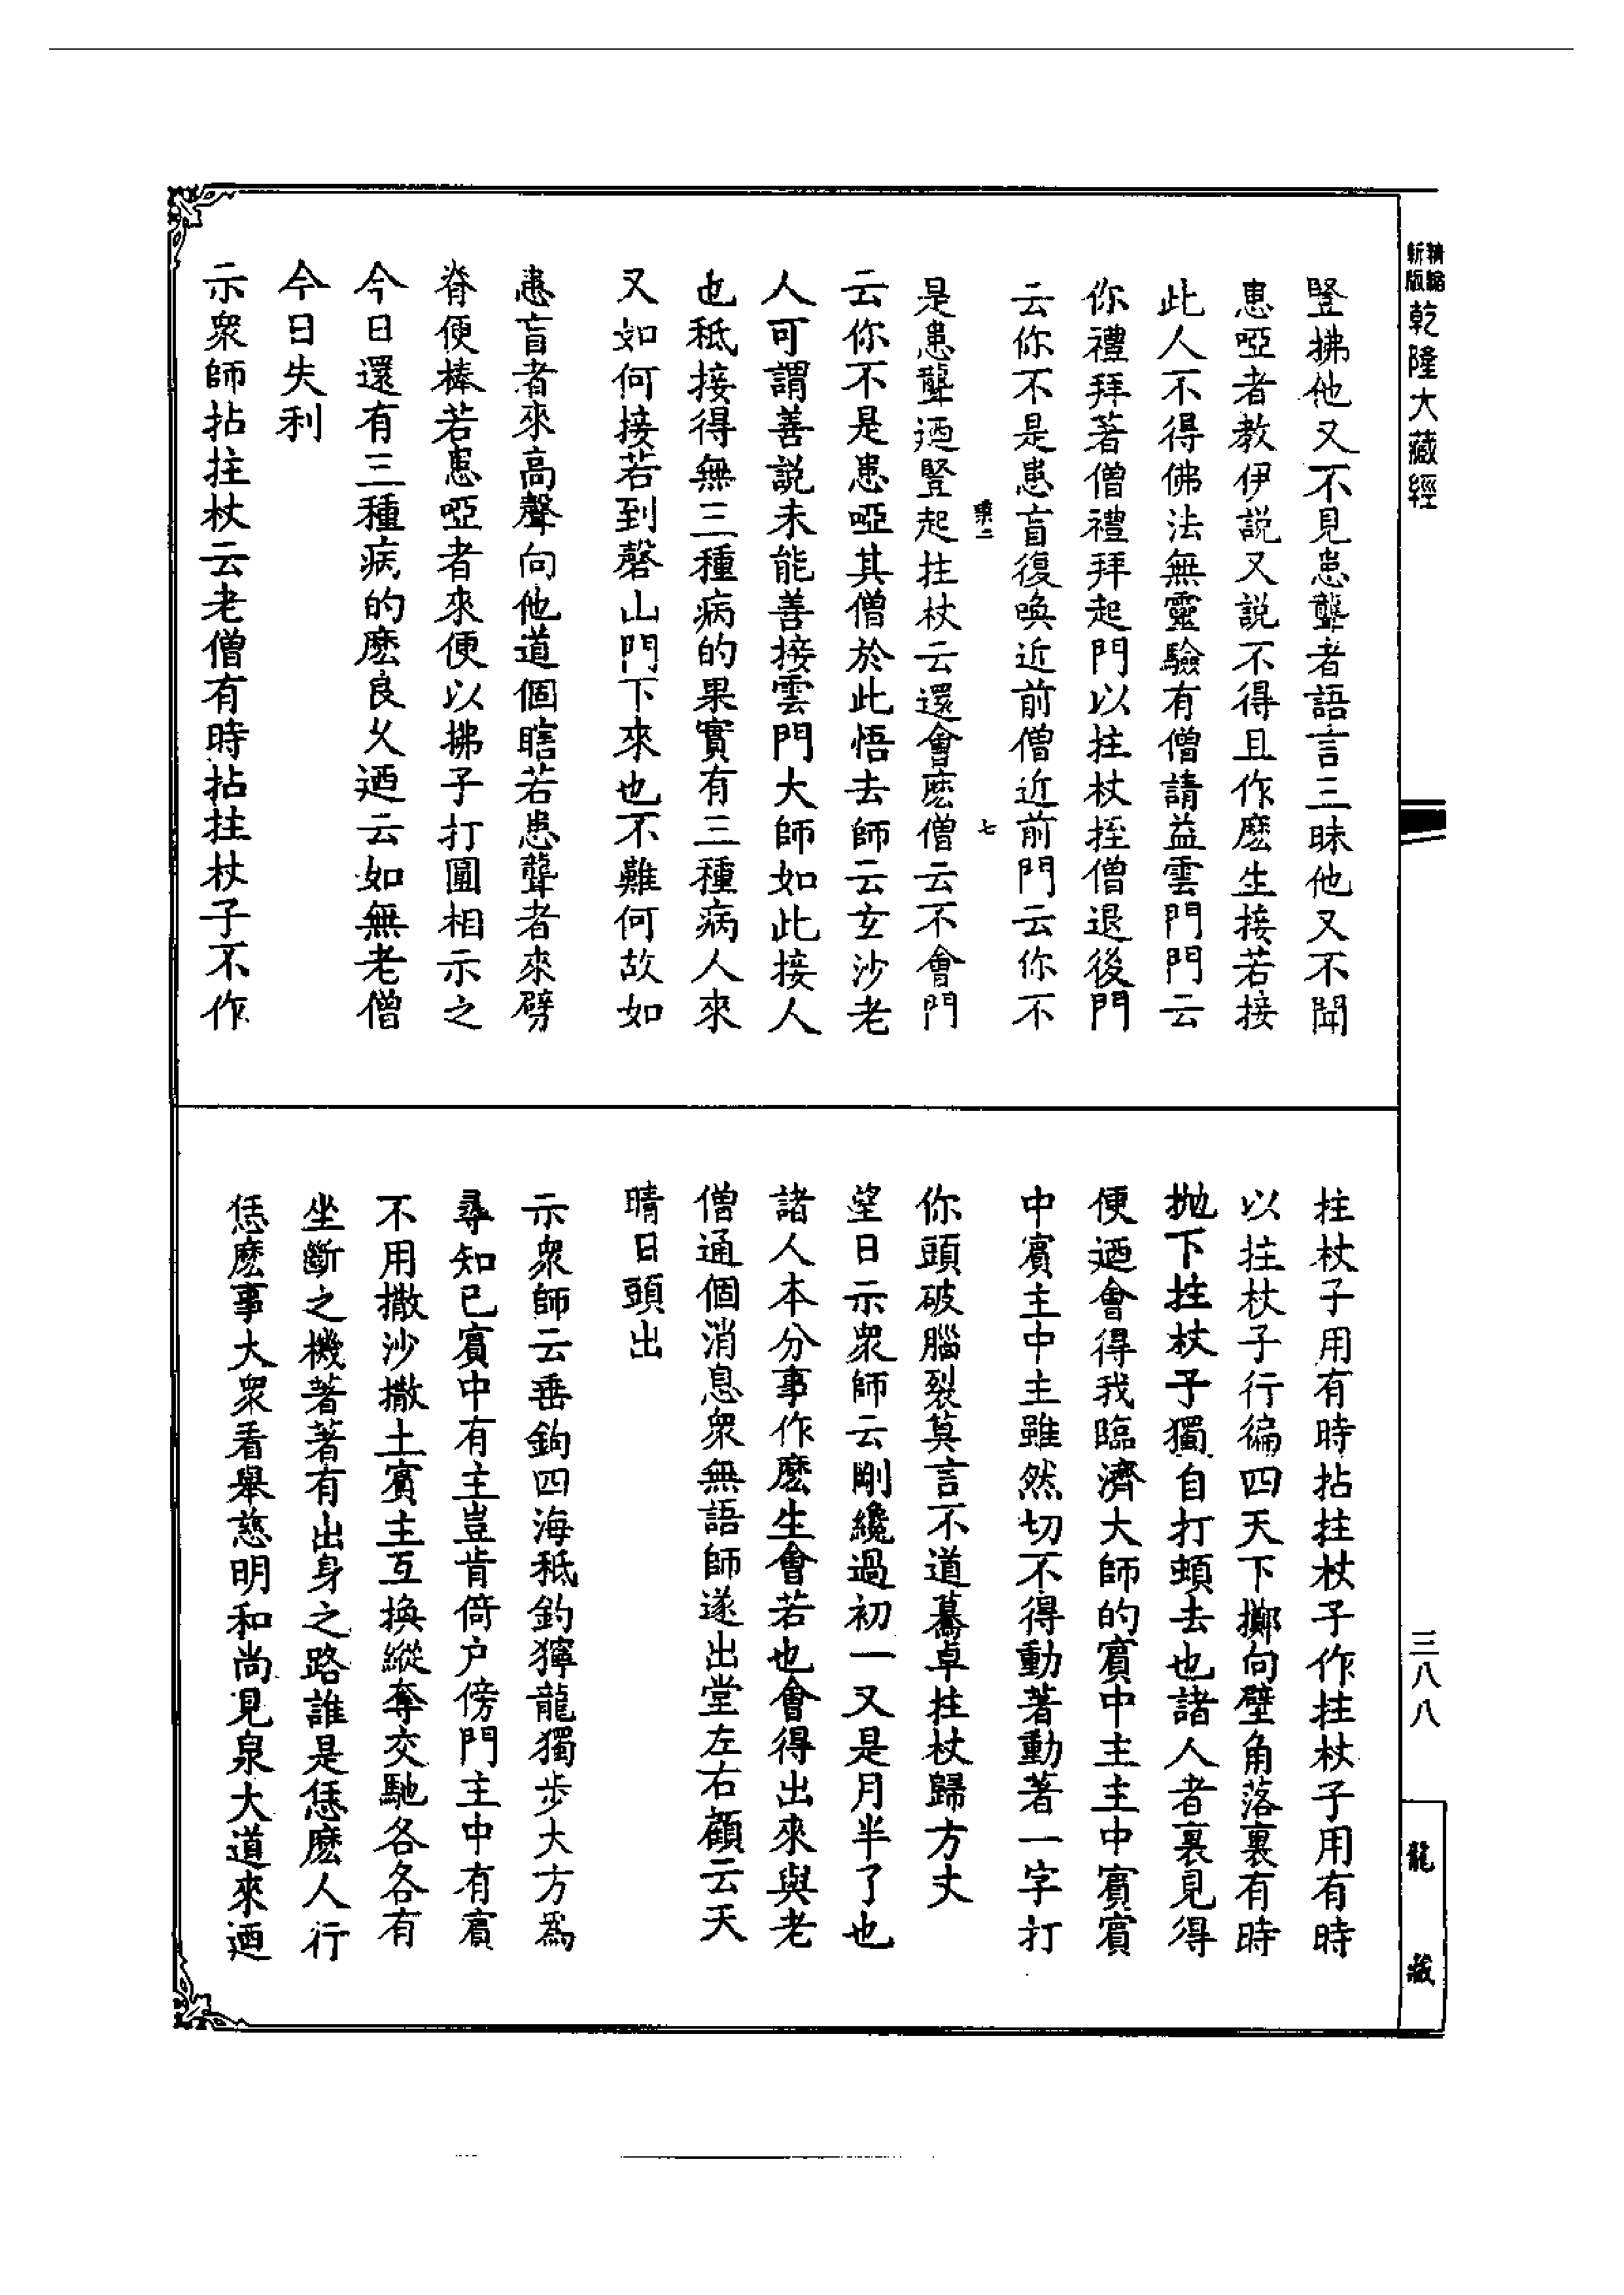 乾隆大藏經
豎拂他又不見患聾者語言三昧他又不聞
患啞者教伊説又説不得且作麽生接若接
此人不得佛法無靈驗有僧請益雲門門云
你禮拜著僧禮拜起門以拄杖挃僧退後門
云你不是患盲復喚近前僧近前門云你不
七
是患聾迺豎起拄杖云還會麽僧云不會門
云你不是患啞其僧於此悟去師云玄沙老
人可謂善説未能善接雲門大師如此接人
也秪接得無三種病的果實有三種病人來
又如何接若到磬山門下來也不難何故如
患盲者來高聲向他道個瞎若患聾者來劈
脊便棒若患啞者來便以拂子打圓相示之
今日還有三種病的麽良久迺云如無老僧
今日失利
示衆師拈拄杖云老僧有時拈拄杖子不作
拄杖子用有時拈拄杖子作拄杖子用有時
以拄杖子行徧四天下擲向壁角落裏有時
抛下拄杖子獨自打頓去也諸人者裏見得
便迺會得我臨濟大師的賓中主主中賓賓
中賓主中主雖然切不得動著動著一字打
你頭破腦裂莫言不道驀卓拄杖歸方丈
望日示衆師云剛纔過初一又是月半了也
諸人本分事作麽生會若也會得出來與老
僧通個消息衆無語師遂出堂左右顧云天
晴日頭出
示衆師云垂鉤四海秪釣獰龍獨步大方為
尋知已賓中有主豈肯倚户傍門主中有賓
不用撒沙撒土賓主互換縱奪交馳各各有
坐斷之機著著有出身之路誰是恁麽人行
恁麽事大衆看舉慈明和尚見泉大道來迺
三八八
龍藏